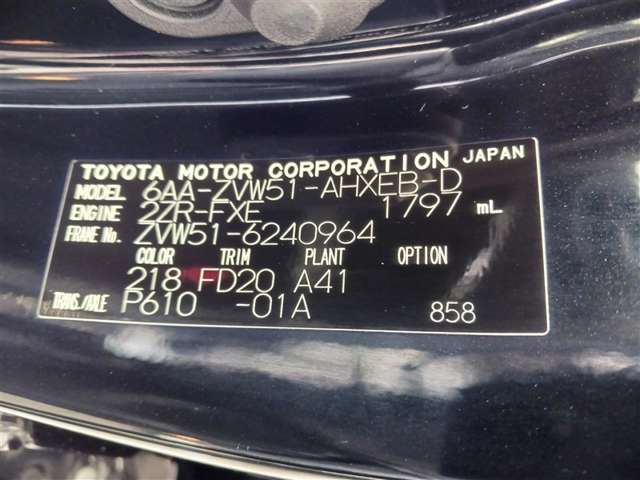 TOYOTA MOTOR CORPORATION JAPAN
MODEL 6AA-ZVW51-AHXEB-D
ENGINE 2ZR-FXE 1797 mL
FRAME No. ZVW51-6240964
COLOR TRIM PLANT OPTION
218 FD20 A41
TRANS./AXLE P610 -01A 858